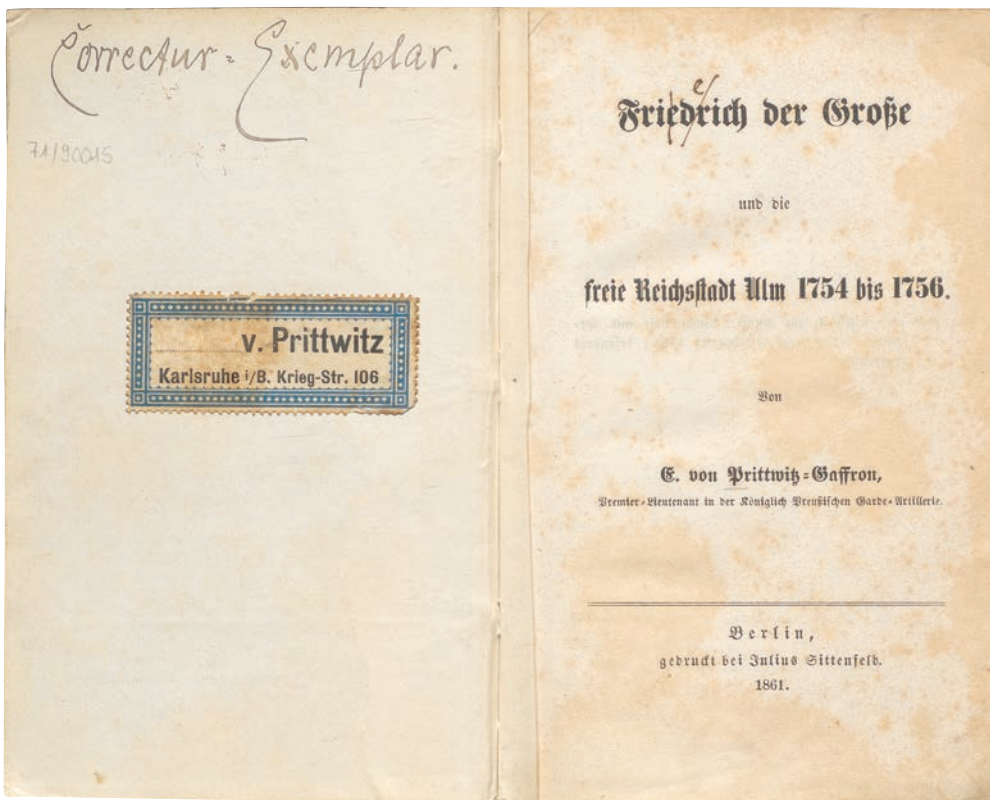 Correctur-Exemplar.
71/90015
v. Prittwitz
Karlsruhe i/B. Krieg-Str. 106
Friedrich der Große
e/
und die
freie Reichsstadt Ulm 1754 bis 1756.
Von
E. von Prittwitz-Gaffron,
Premier-Lieutenant in der Königlich Preußischen Garde-Artillerie.
Berlin,
gedruckt bei Julius Sittenfeld.
1861.